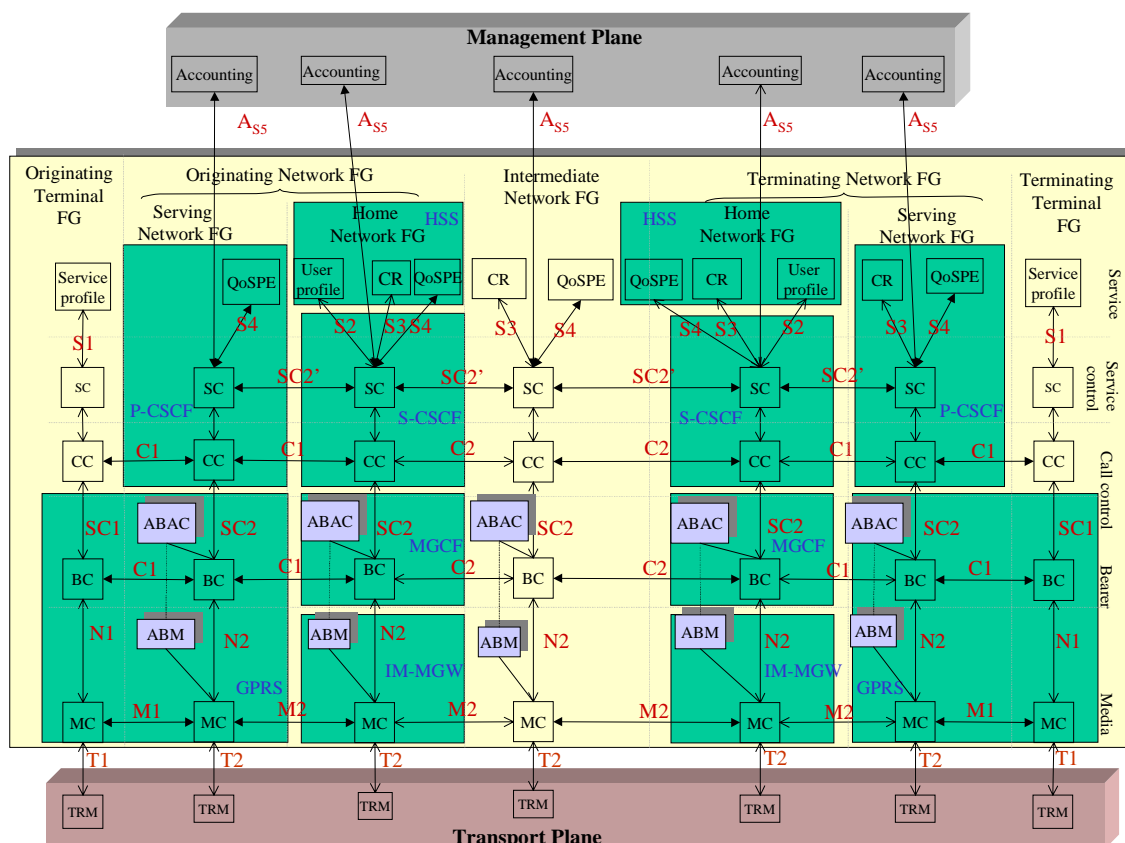 Management Plane
Accounting Accounting Accounting Accounting Accounting
A_S5 A_S5 A_S5 A_S5 A_S5
Originating Terminal FG
Originating Network FG
Intermediate Network FG
Terminating Network FG
Terminating Terminal FG
Serving Network FG
Home Network FG
HSS
HSS
Home Network FG
Serving Network FG
Service profile
QoSPE
User profile
CR
QoSPE
CR
QoSPE
QoSPE
CR
User profile
CR
QoSPE
Service profile
Service
S1 S4 S2 S3 S4 S3 S4 S4 S3 S2 S3 S4 S1
SC SC2' SC SC2' SC SC2' SC SC2' SC SC
SC
Service control
P-CSCF S-CSCF S-CSCF P-CSCF
CC C1 CC C1 CC C2 CC C2 CC C1 CC C1 CC
Call control
ABAC ABAC ABAC ABAC ABAC
SC1 SC2 SC2 SC2 SC2 SC2 SC1
MGCF MGCF
BC C1 BC C1 BC C2 BC C2 BC C1 BC C1 BC
Bearer
ABM ABM ABM ABM ABM
N1 N2 N2 N2 N2 N2 N1
GPRS IM-MGW IM-MGW GPRS
MC M1 MC M2 MC M2 MC M2 MC M2 MC M1 MC
Media
T1 T2 T2 T2 T2 T2 T1
TRM TRM TRM TRM TRM TRM TRM
Transport Plane